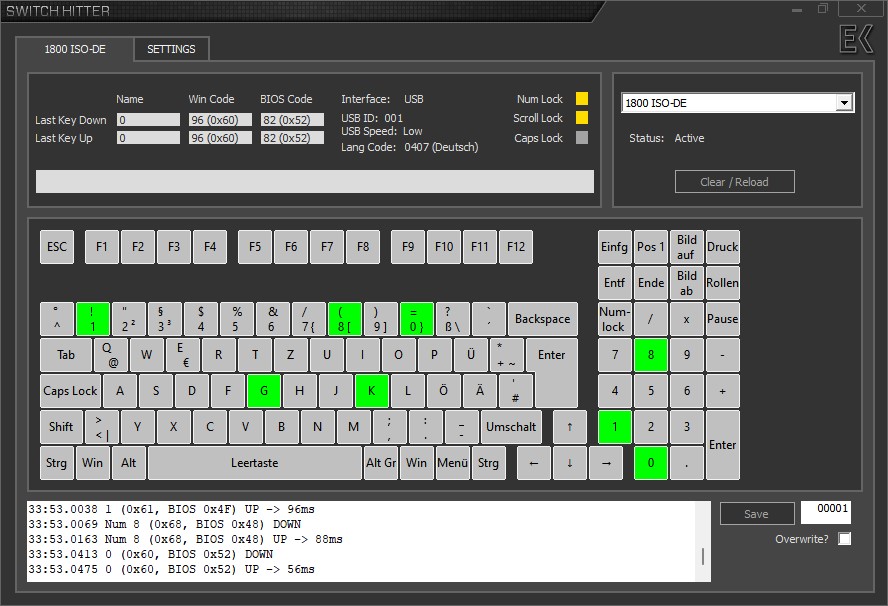 SWITCH HITTER
EK
1800 ISO-DE SETTINGS
Name Win Code BIOS Code Interface: USB Num Lock
Last Key Down 0 96 (0x60) 82 (0x52) USB ID: 001 Scroll Lock
Last Key Up 0 96 (0x60) 82 (0x52) USB Speed: Low Caps Lock
Lang Code: 0407 (Deutsch)
1800 ISO-DE
Status: Active
Clear / Reload
ESC F1 F2 F3 F4 F5 F6 F7 F8 F9 F10 F11 F12 Einfg Pos 1 Bild auf Druck
Entf Ende Bild ab Rollen
° ! " § $ % & / ( ) = ? `
^ 1 2 ² 3 ³ 4 5 6 7 { 8 [ 9 ] 0 } ß \ ´ Backspace Num-lock / x Pause
Tab Q @ W E € R T Z U I O P Ü * + ~ Enter 7 8 9 -
Caps Lock A S D F G H J K L Ö Ä ' # 4 5 6 +
Shift > < | Y X C V B N M ; , : . _ - Umschalt ↑ 1 2 3 Enter
Strg Win Alt Leertaste Alt Gr Win Menü Strg ← ↓ → 0 .
33:53.0038 1 (0x61, BIOS 0x4F) UP -> 96ms
33:53.0069 Num 8 (0x68, BIOS 0x48) DOWN
33:53.0163 Num 8 (0x68, BIOS 0x48) UP -> 88ms
33:53.0413 0 (0x60, BIOS 0x52) DOWN
33:53.0475 0 (0x60, BIOS 0x52) UP -> 56ms
Save 00001
Overwrite?